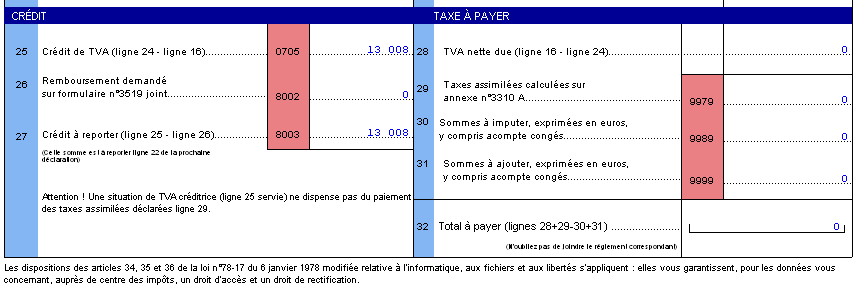 CRÉDIT
25 Crédit de TVA (ligne 24 - ligne 16)..................... 0705 13 008
26 Remboursement demandé
sur formulaire n°3519 joint.............................. 8002 0
27 Crédit à reporter (ligne 25 - ligne 26).................. 8003 13 008
(Cette somme est à reporter ligne 22 de la prochaine
déclaration)
Attention ! Une situation de TVA créditrice (ligne 25 servie) ne dispense pas du paiement
des taxes assimilées déclarées ligne 29.
TAXE À PAYER
28 TVA nette due (ligne 16 - ligne 24)..................... 0
29 Taxes assimilées calculées sur
annexe n°3310 A.......................................... 9979 0
30 Sommes à imputer, exprimées en euros,
y compris acompte congés................................. 9989 0
31 Sommes à ajouter, exprimées en euros,
y compris acompte congés................................. 9999 0
32 Total à payer (lignes 28+29-30+31) ...................... 0
(N'oubliez pas de joindre le règlement correspondant)
Les dispositions des articles 34, 35 et 36 de la loi n°78-17 du 6 janvier 1978 modifiée relative à l'informatique, aux fichiers et aux libertés s'appliquent : elles vous garantissent, pour les données vous
concernant, auprès de centre des impôts, un droit d'accès et un droit de rectification.